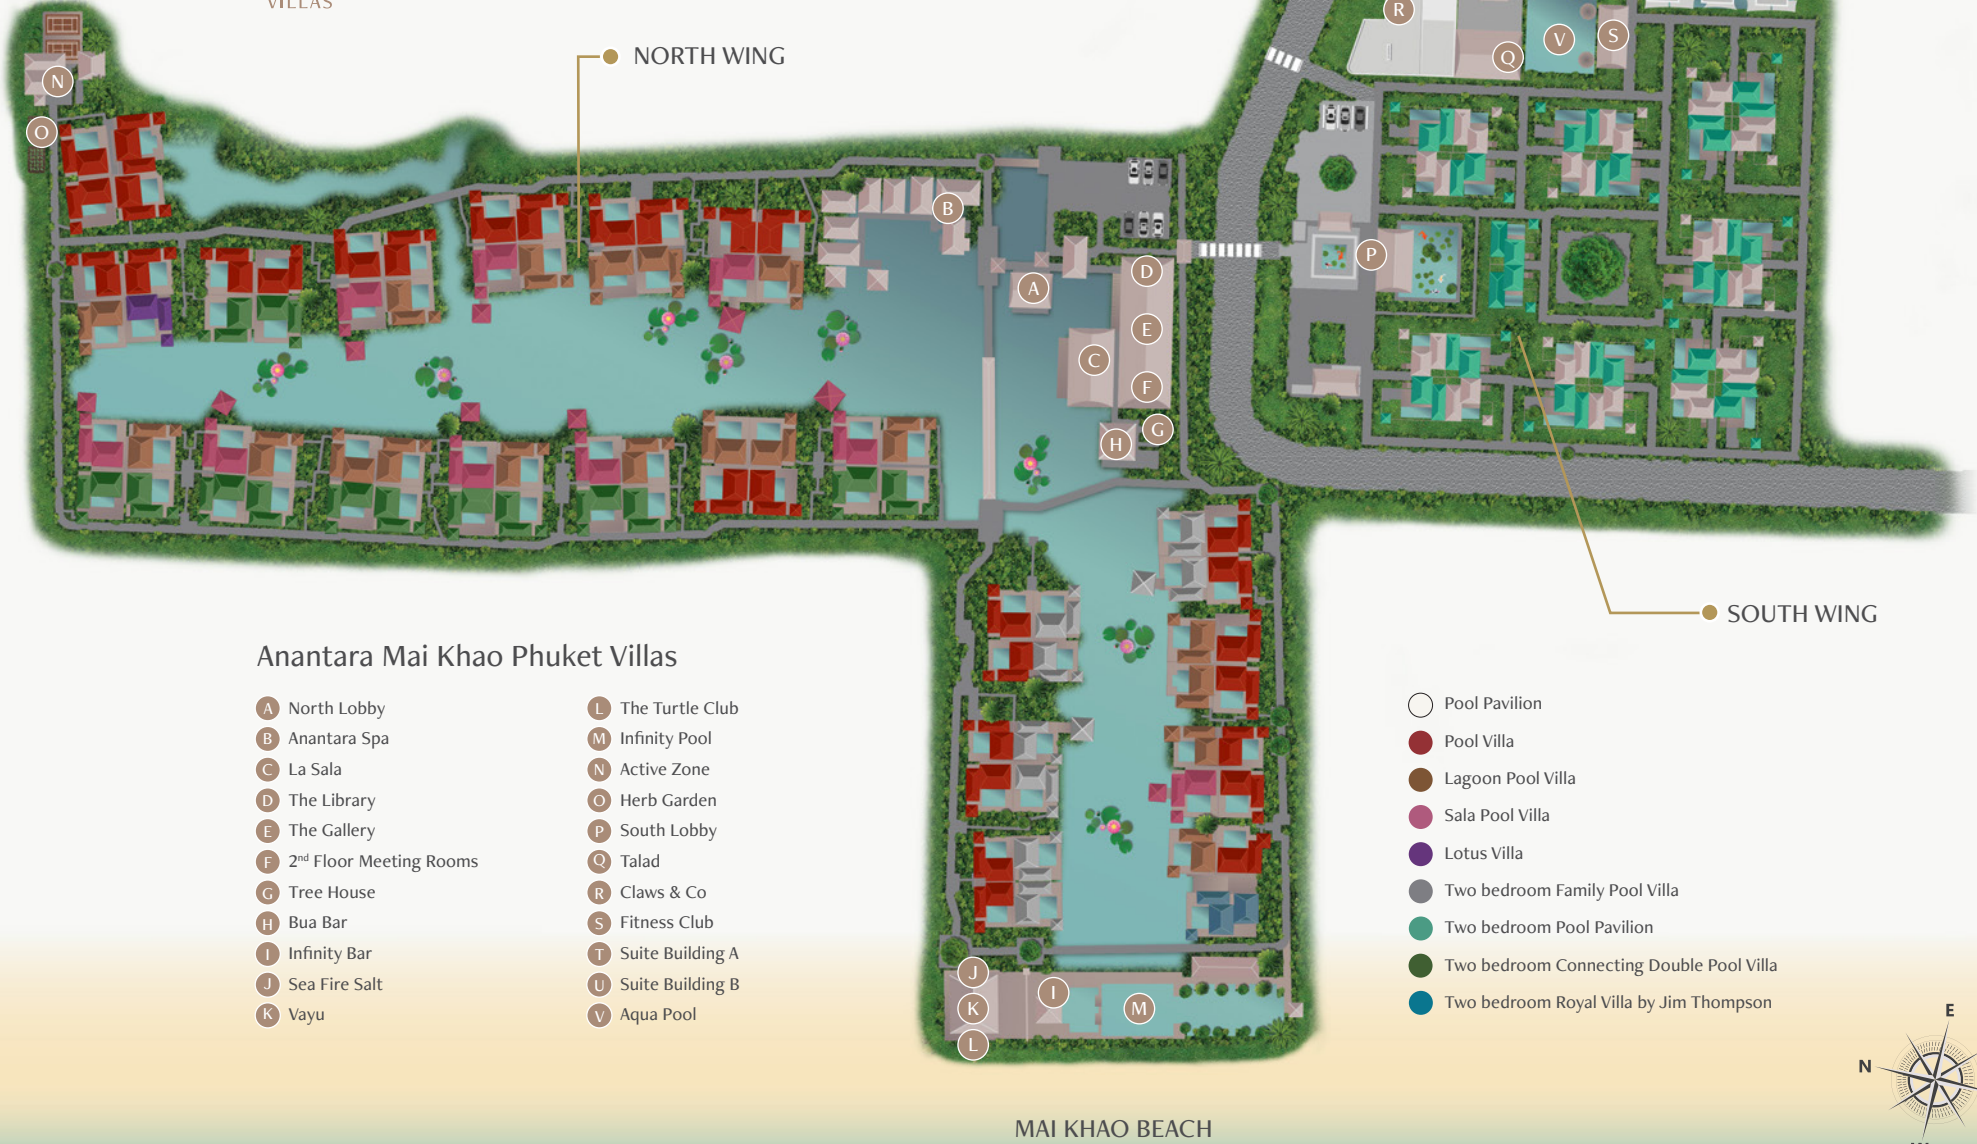 VILLAS
NORTH WING
R
V
S
Q
N
O
B
P
A
D
E
C
F
G
H
SOUTH WING
J
I
K
M
L
Anantara Mai Khao Phuket Villas
A North Lobby
B Anantara Spa
C La Sala
D The Library
E The Gallery
F 2nd Floor Meeting Rooms
G Tree House
H Bua Bar
I Infinity Bar
J Sea Fire Salt
K Vayu
L The Turtle Club
M Infinity Pool
N Active Zone
O Herb Garden
P South Lobby
Q Talad
R Claws & Co
S Fitness Club
T Suite Building A
U Suite Building B
V Aqua Pool
Pool Pavilion
Pool Villa
Lagoon Pool Villa
Sala Pool Villa
Lotus Villa
Two bedroom Family Pool Villa
Two bedroom Pool Pavilion
Two bedroom Connecting Double Pool Villa
Two bedroom Royal Villa by Jim Thompson
E
N
MAI KHAO BEACH